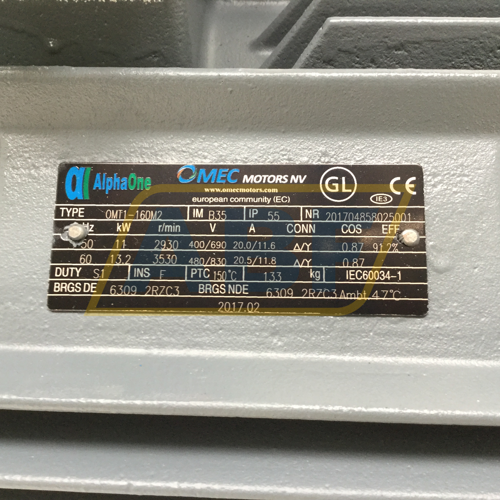 AlphaOne OMEC MOTORS NV GL CE
www.omecmotors.com IE3
european community (EC)
TYPE OMT1-160M2 IM B35 IP 55 NR 201704858025001
Hz kW r/min V A CONN COS EFF
50 11 2930 400/690 20.0/11.6 Δ/Y 0.87 91.2%
60 13.2 3530 480/830 20.5/11.8 Δ/Y 0.87
DUTY S1 INS F PTC 150°C 133 kg IEC60034-1
BRGS DE 6309 2RZC3 BRGS NDE 6309 2RZC3 Ambt. 47°C
2017.02